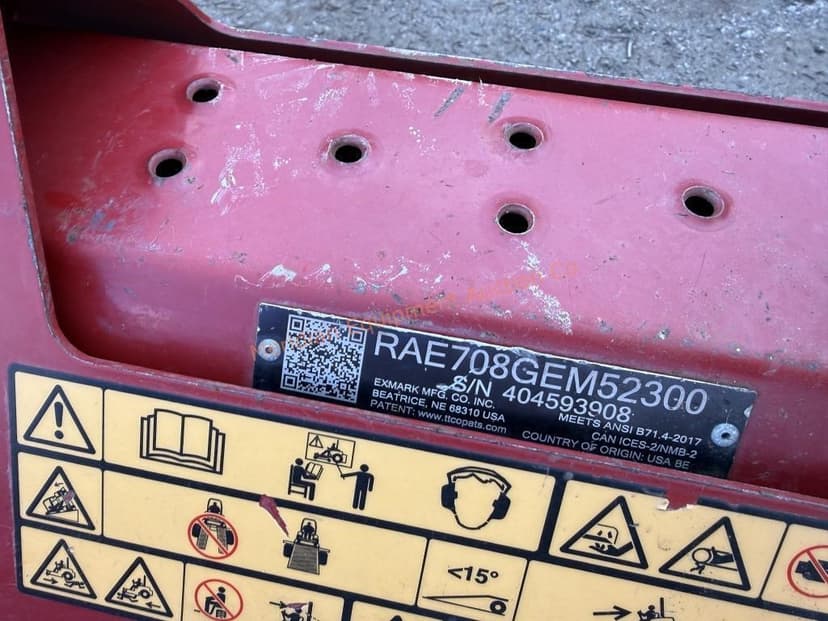 RAE708GEM52300
S/N 404593908
EXMARK MFG. CO. INC.
BEATRICE, NE 68310 USA
PATENT: www.ttcopats.com
MEETS ANSI B71.4-2017
CAN ICES-2/NMB-2
COUNTRY OF ORIGIN: USA BE
<15°